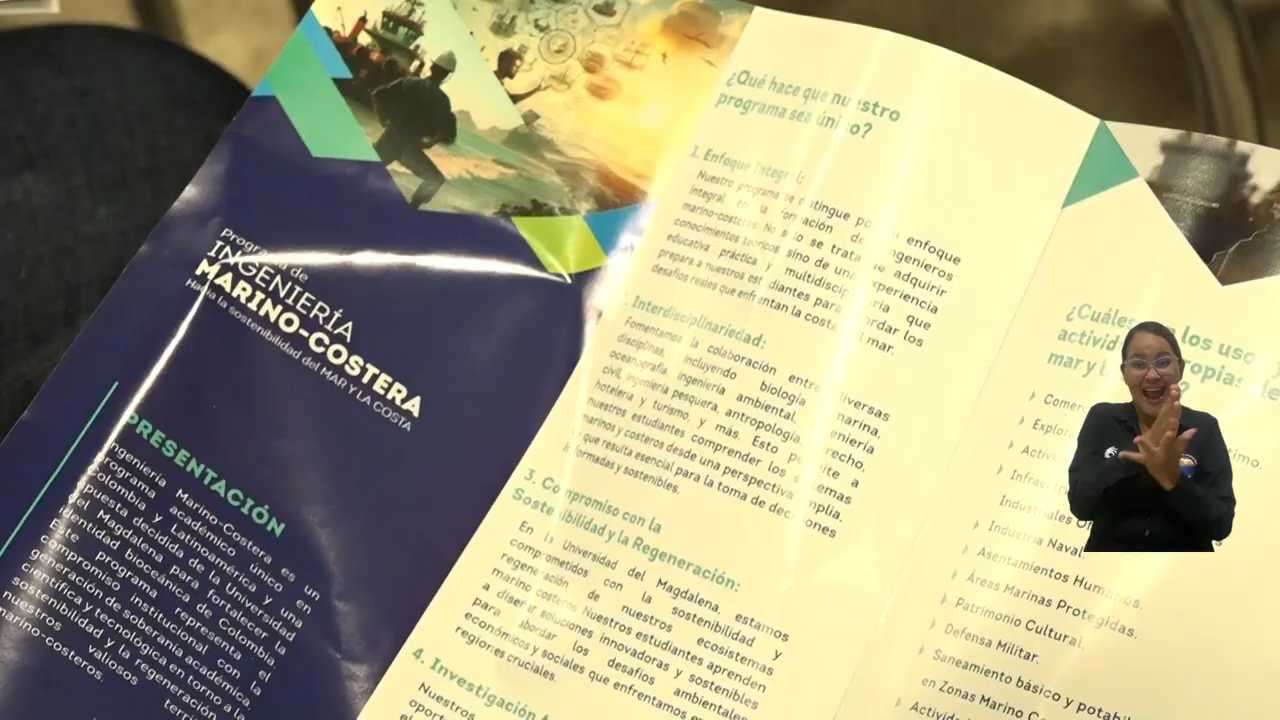 Programa de
INGENIERÍA
MARINO-COSTERA
Hacia la sostenibilidad del MAR Y LA COSTA
PRESENTACIÓN
Ingeniería Marino-Costera es un
programa académico único en
Colombia y Latinoamérica y una
apuesta decidida de la Universidad
del Magdalena para fortalecer la
identidad bioceánica de Colombia.
Este programa representa el
compromiso institucional con la
generación de soberanía académica,
científica y tecnológica en torno a la
sostenibilidad y la regeneración
nuestros valiosos
marino-costeros.
¿Qué hace que nuestro
programa sea único?
1. Enfoque Integral:
Nuestro programa se distingue por enfoque
integral en la formación de ingenieros
marino-costeros. No se trata de adquirir
conocimientos teóricos sino de una experiencia
educativa práctica y multidisciplinaria que
prepara a nuestros estudiantes para abordar los
desafíos reales que enfrentan la costa mar.
Interdisciplinariedad:
Fomentamos la colaboración entre diversas
disciplinas, incluyendo biología marina,
oceanografía, ingeniería ambiental, ingeniería
civil, ingeniería pesquera, antropología, derecho,
hotelería y turismo, y más. Esto permite a
nuestros estudiantes comprender los
marinos y costeros desde una perspectiva amplia,
que resulta esencial para la toma de decisiones
informadas y sostenibles.
3. Compromiso con la
Sostenibilidad y la Regeneración:
En la Universidad del Magdalena, estamos
comprometidos con la sostenibilidad y
regeneración de nuestros ecosistemas
marino costeros Nuestros estudiantes aprenden
a diseñar soluciones innovadoras y sostenibles
para abordar los desafíos ambientales
económicos y sociales que enfrentamos en
regiones cruciales.
4. Investigación
Nuestros
¿Cuáles los
mar y
Industriales
Industria Naval
Asentamientos Humanos.
Áreas Marinas Protegidas.
Patrimonio Cultural.
Defensa Militar.
Saneamiento básico y
en Zonas Marino